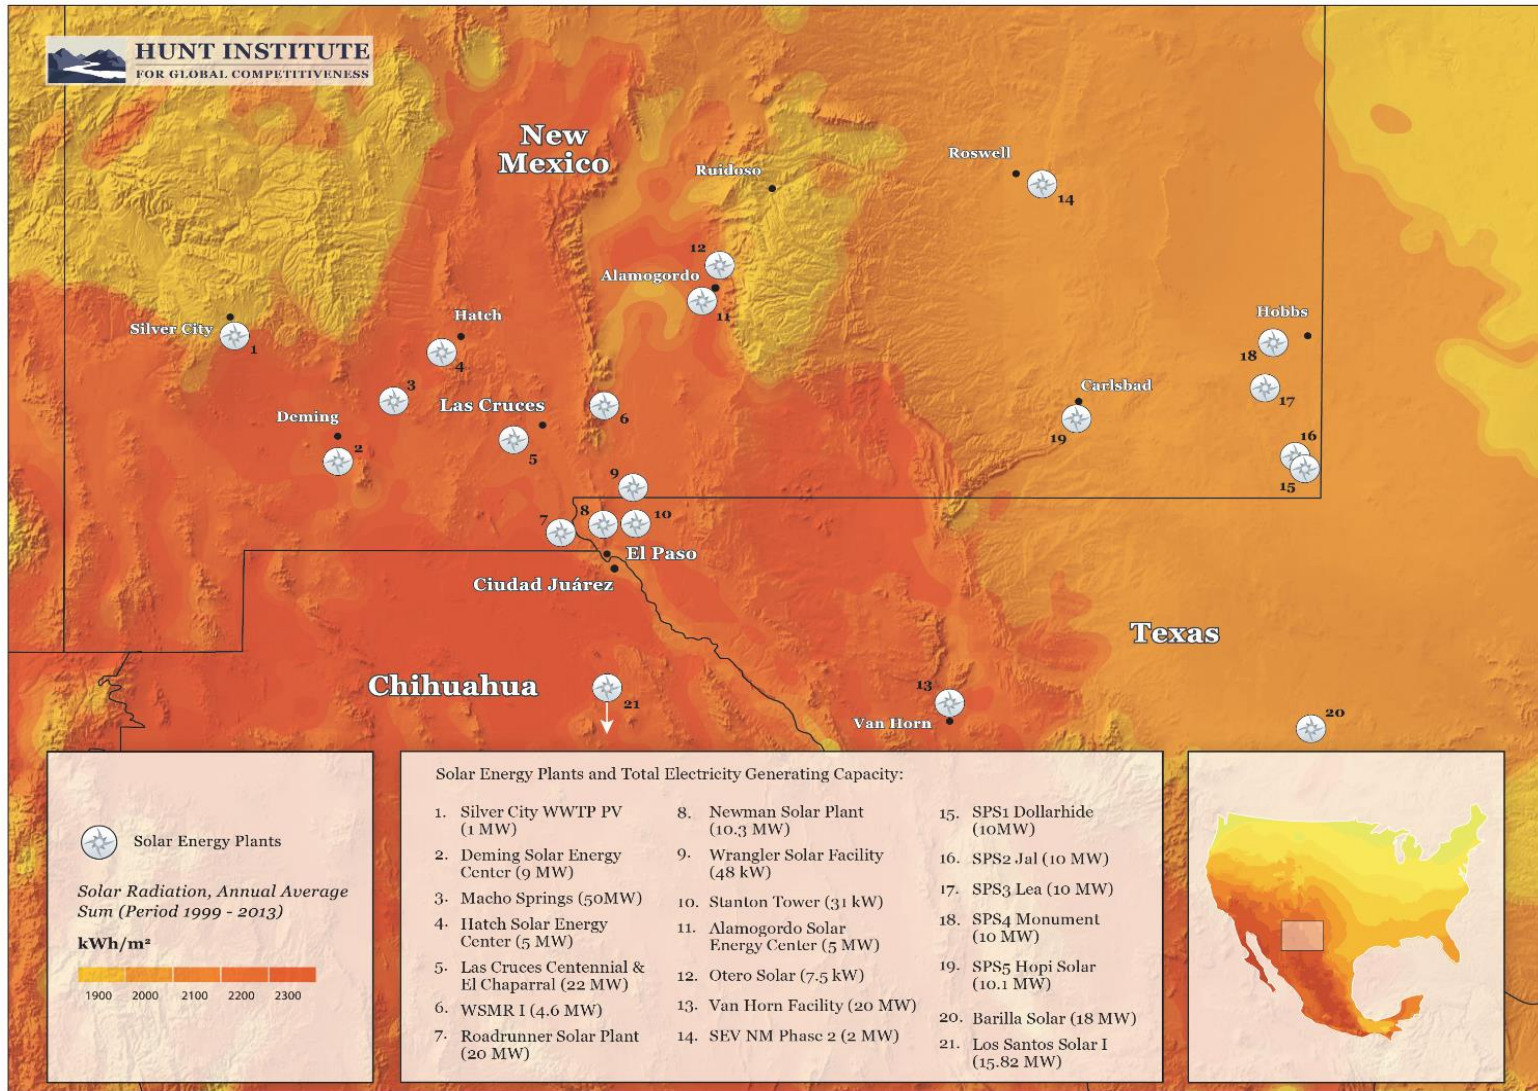 HUNT INSTITUTE
FOR GLOBAL COMPETITIVENESS
New
Mexico
Ruidoso
Roswell
14
12
Alamogordo
11
Silver City
1
Hatch
4
3
Deming
2
Las Cruces
5
6
Hobbs
18
17
Carlsbad
19
16
15
9
8
10
7
El Paso
Ciudad Juárez
Texas
Chihuahua
21
13
Van Horn
20
Solar Energy Plants
Solar Radiation, Annual Average
Sum (Period 1999 - 2013)
kWh/m²
1900 2000 2100 2200 2300
Solar Energy Plants and Total Electricity Generating Capacity:
1. Silver City WWTP PV
(1 MW)
2. Deming Solar Energy
Center (9 MW)
3. Macho Springs (50MW)
4. Hatch Solar Energy
Center (5 MW)
5. Las Cruces Centennial &
El Chaparral (22 MW)
6. WSMR I (4.6 MW)
7. Roadrunner Solar Plant
(20 MW)
8. Newman Solar Plant
(10.3 MW)
9. Wrangler Solar Facility
(48 kW)
10. Stanton Tower (31 kW)
11. Alamogordo Solar
Energy Center (5 MW)
12. Otero Solar (7.5 kW)
13. Van Horn Facility (20 MW)
14. SEV NM Phase 2 (2 MW)
15. SPS1 Dollarhide
(10MW)
16. SPS2 Jal (10 MW)
17. SPS3 Lea (10 MW)
18. SPS4 Monument
(10 MW)
19. SPS5 Hopi Solar
(10.1 MW)
20. Barilla Solar (18 MW)
21. Los Santos Solar I
(15.82 MW)